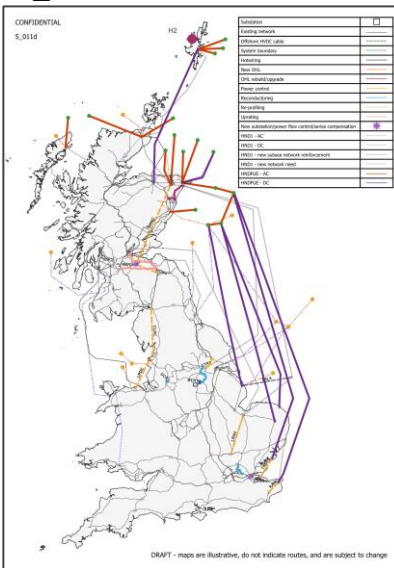 CONFIDENTIAL
S_011d
H2
Substation
Existing network
Offshore HVDC cable
System boundary
Hotwiring
New OHL
OHL rebuild/upgrade
Power control
Reconductoring
Re-profiling
Uprating
New substation/power flow control/series compensation
HND1 - AC
HND1 - DC
HND1 - new subsea network reinforcement
HND1 - new network need
HNDFUE - AC
HNDFUE - DC
DRAFT - maps are illustrative, do not indicate routes, and are subject to change